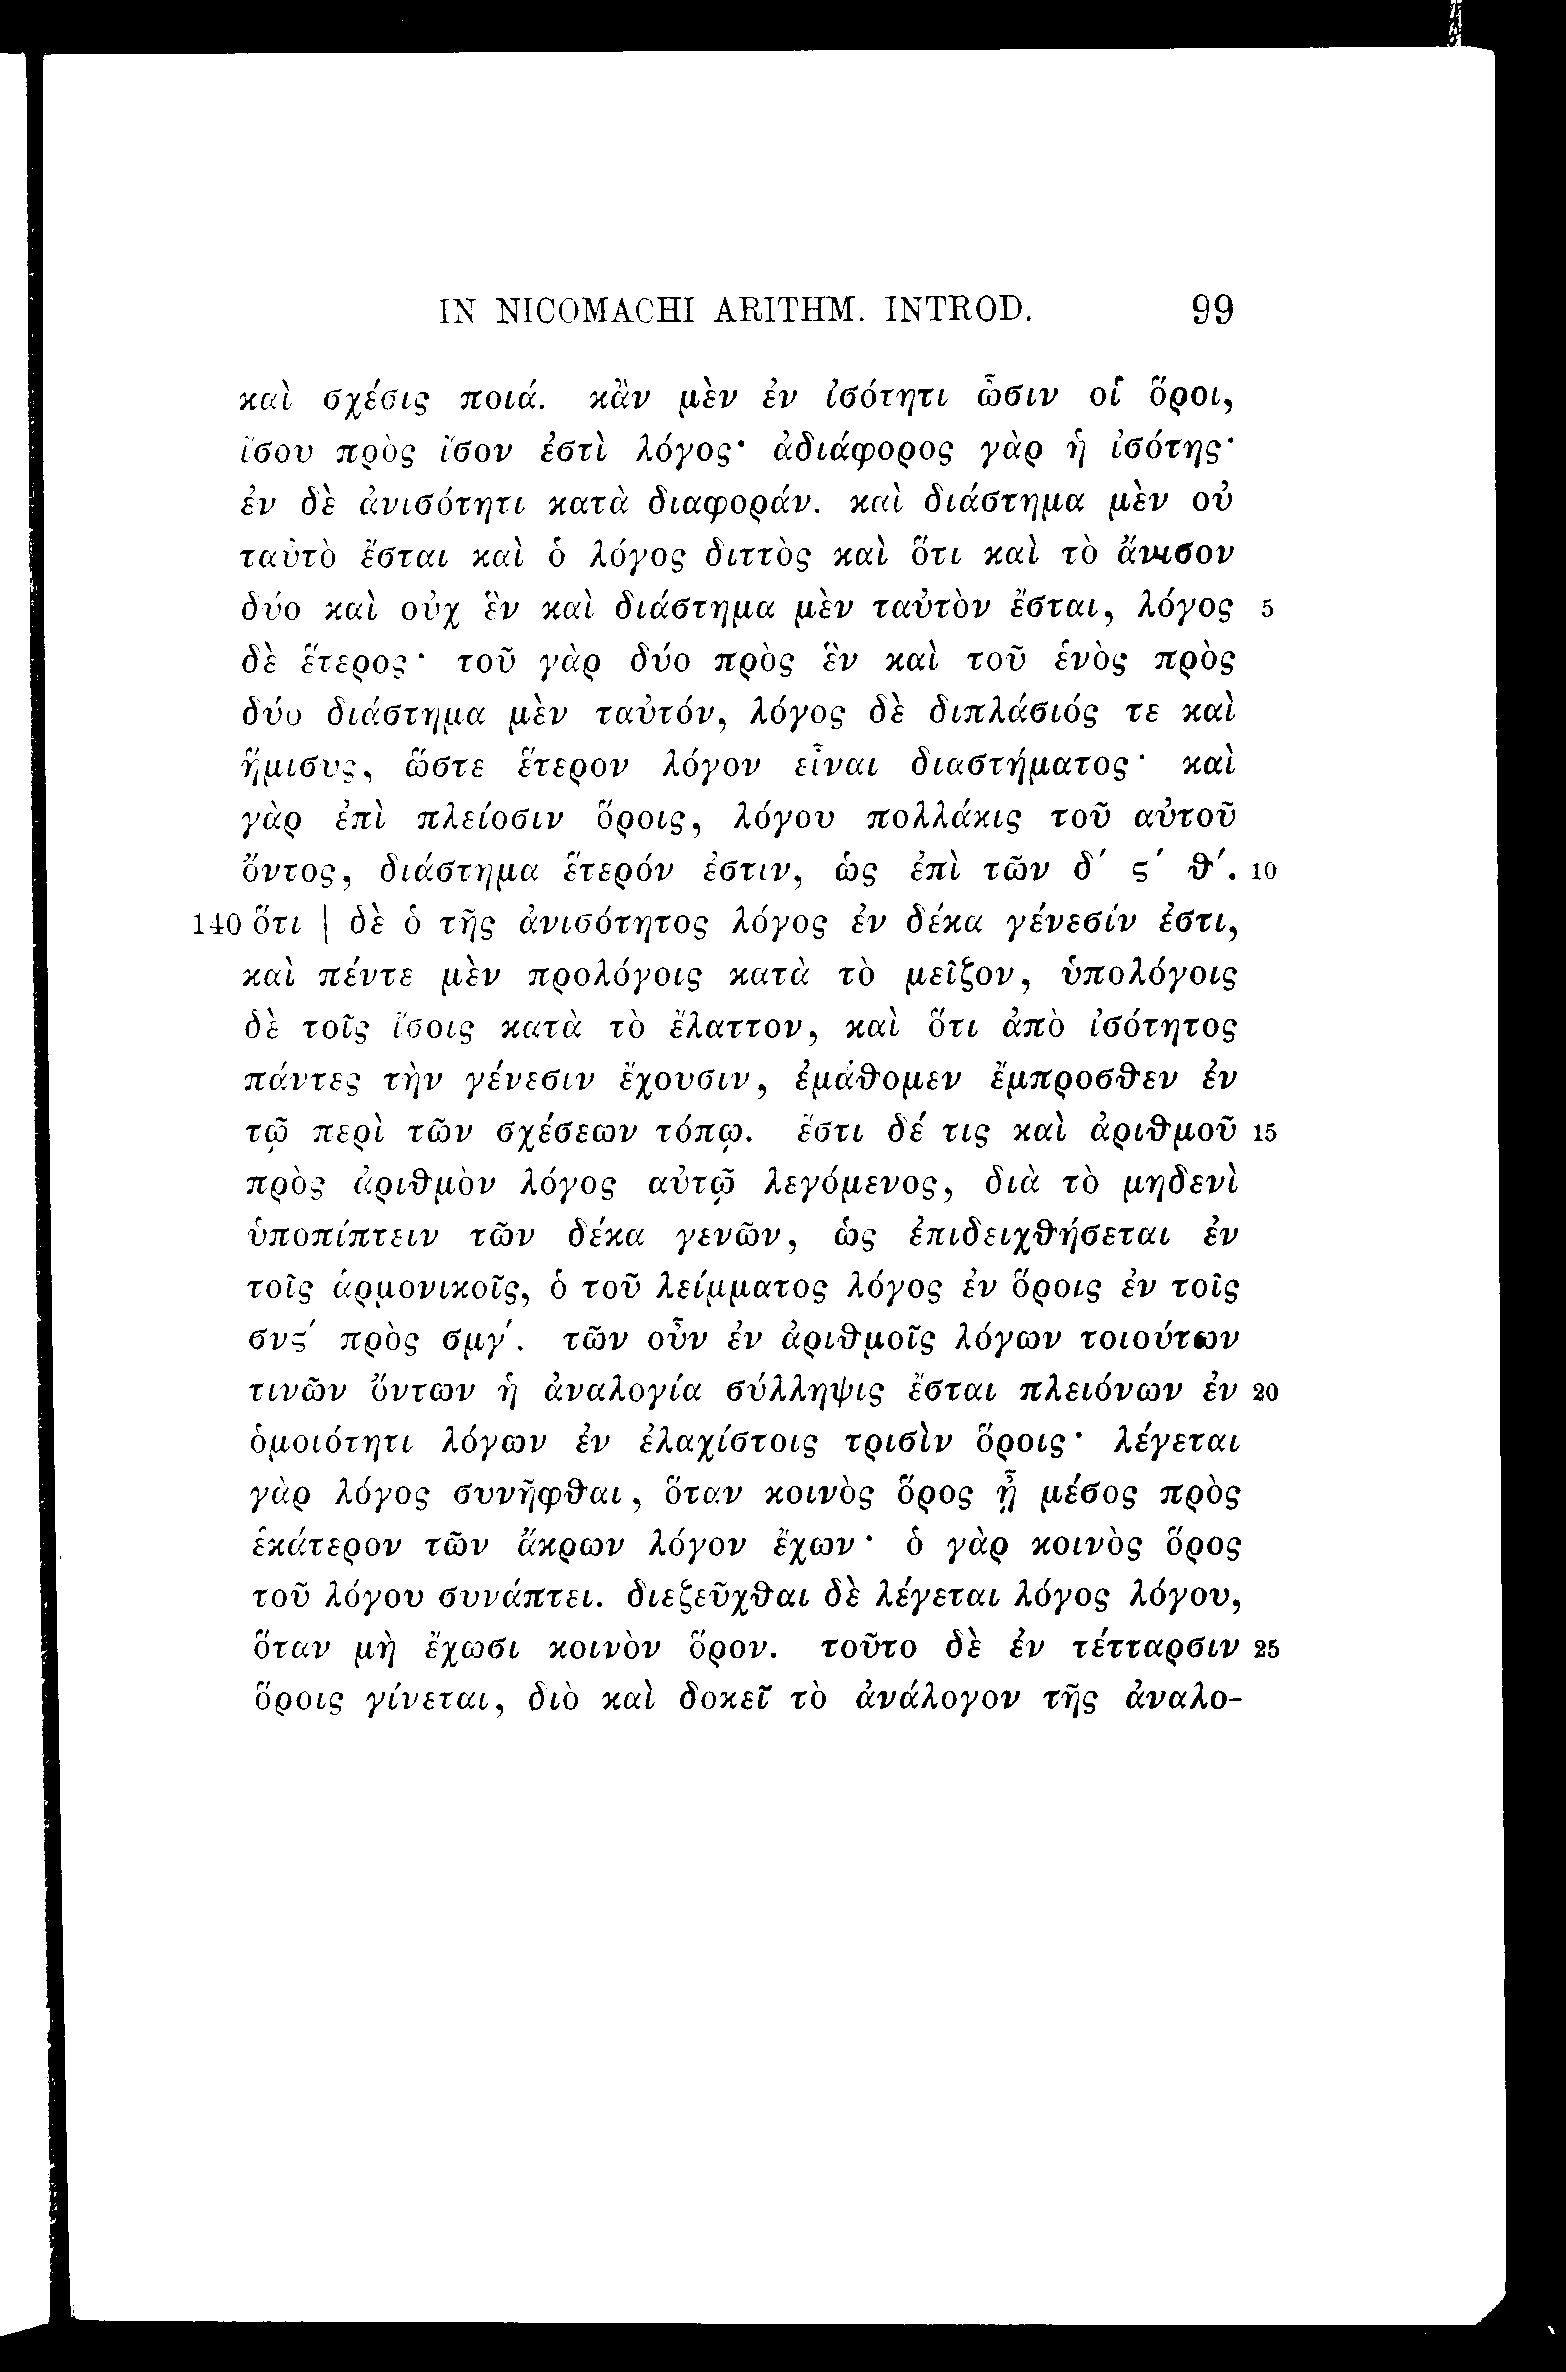 IN NICOMACHI ARITHM. INTROD. 99
καὶ σχέσις ποιά. κἂν μὲν ἐν ἰσότητι ὦσιν οἱ ὅροι,
ἴσου πρὸς ἴσον ἐστὶ λόγος· ἀδιάφορος γὰρ ἡ ἰσότης·
ἐν δὲ ἀνισότητι κατὰ διαφοράν. καὶ διάστημα μὲν οὐ
ταὐτὸ ἔσται καὶ ὁ λόγος διττὸς καὶ ὅτι καὶ τὸ ἄνισον
δύο καὶ οὐχ ἓν καὶ διάστημα μὲν ταὐτὸν ἔσται, λόγος 5
δὲ ἕτερος· τοῦ γὰρ δύο πρὸς ἓν καὶ τοῦ ἑνὸς πρὸς
δύο διάστημα μὲν ταὐτόν, λόγος δὲ διπλάσιός τε καὶ
ἥμισυς, ὥστε ἕτερον λόγον εἶναι διαστήματος· καὶ
γὰρ ἐπὶ πλείοσιν ὅροις, λόγου πολλάκις τοῦ αὐτοῦ
ὄντος, διάστημα ἕτερόν ἐστιν, ὡς ἐπὶ τῶν δ´ ϛ´ θ´. 10
140 ὅτι | δὲ ὁ τῆς ἀνισότητος λόγος ἐν δέκα γένεσίν ἐστι,
καὶ πέντε μὲν προλόγοις κατὰ τὸ μεῖζον, ὑπολόγοις
δὲ τοῖς ἴσοις κατὰ τὸ ἔλαττον, καὶ ὅτι ἀπὸ ἰσότητος
πάντες τὴν γένεσιν ἔχουσιν, ἐμάθομεν ἔμπροσθεν ἐν
τῷ περὶ τῶν σχέσεων τόπῳ. ἔστι δέ τις καὶ ἀριθμοῦ 15
πρὸς ἀριθμὸν λόγος αὐτῷ λεγόμενος, διὰ τὸ μηδενὶ
ὑποπίπτειν τῶν δέκα γενῶν, ὡς ἐπιδειχθήσεται ἐν
τοῖς ἁρμονικοῖς, ὁ τοῦ λείμματος λόγος ἐν ὅροις ἐν τοῖς
σνϛ´ πρὸς σμγ´. τῶν οὖν ἐν ἀριθμοῖς λόγων τοιούτων
τινῶν ὄντων ἡ ἀναλογία σύλληψις ἔσται πλειόνων ἐν 20
ὁμοιότητι λόγων ἐν ἐλαχίστοις τρισὶν ὅροις· λέγεται
γὰρ λόγος συνῆφθαι, ὅταν κοινὸς ὅρος ᾖ μέσος πρὸς
ἑκάτερον τῶν ἄκρων λόγον ἔχων· ὁ γὰρ κοινὸς ὅρος
τοῦ λόγου συνάπτει. διεζεῦχθαι δὲ λέγεται λόγος λόγου,
ὅταν μὴ ἔχωσι κοινὸν ὅρον. τοῦτο δὲ ἐν τέτταρσιν 25
ὅροις γίνεται, διὸ καὶ δοκεῖ τὸ ἀνάλογον τῆς ἀναλο-